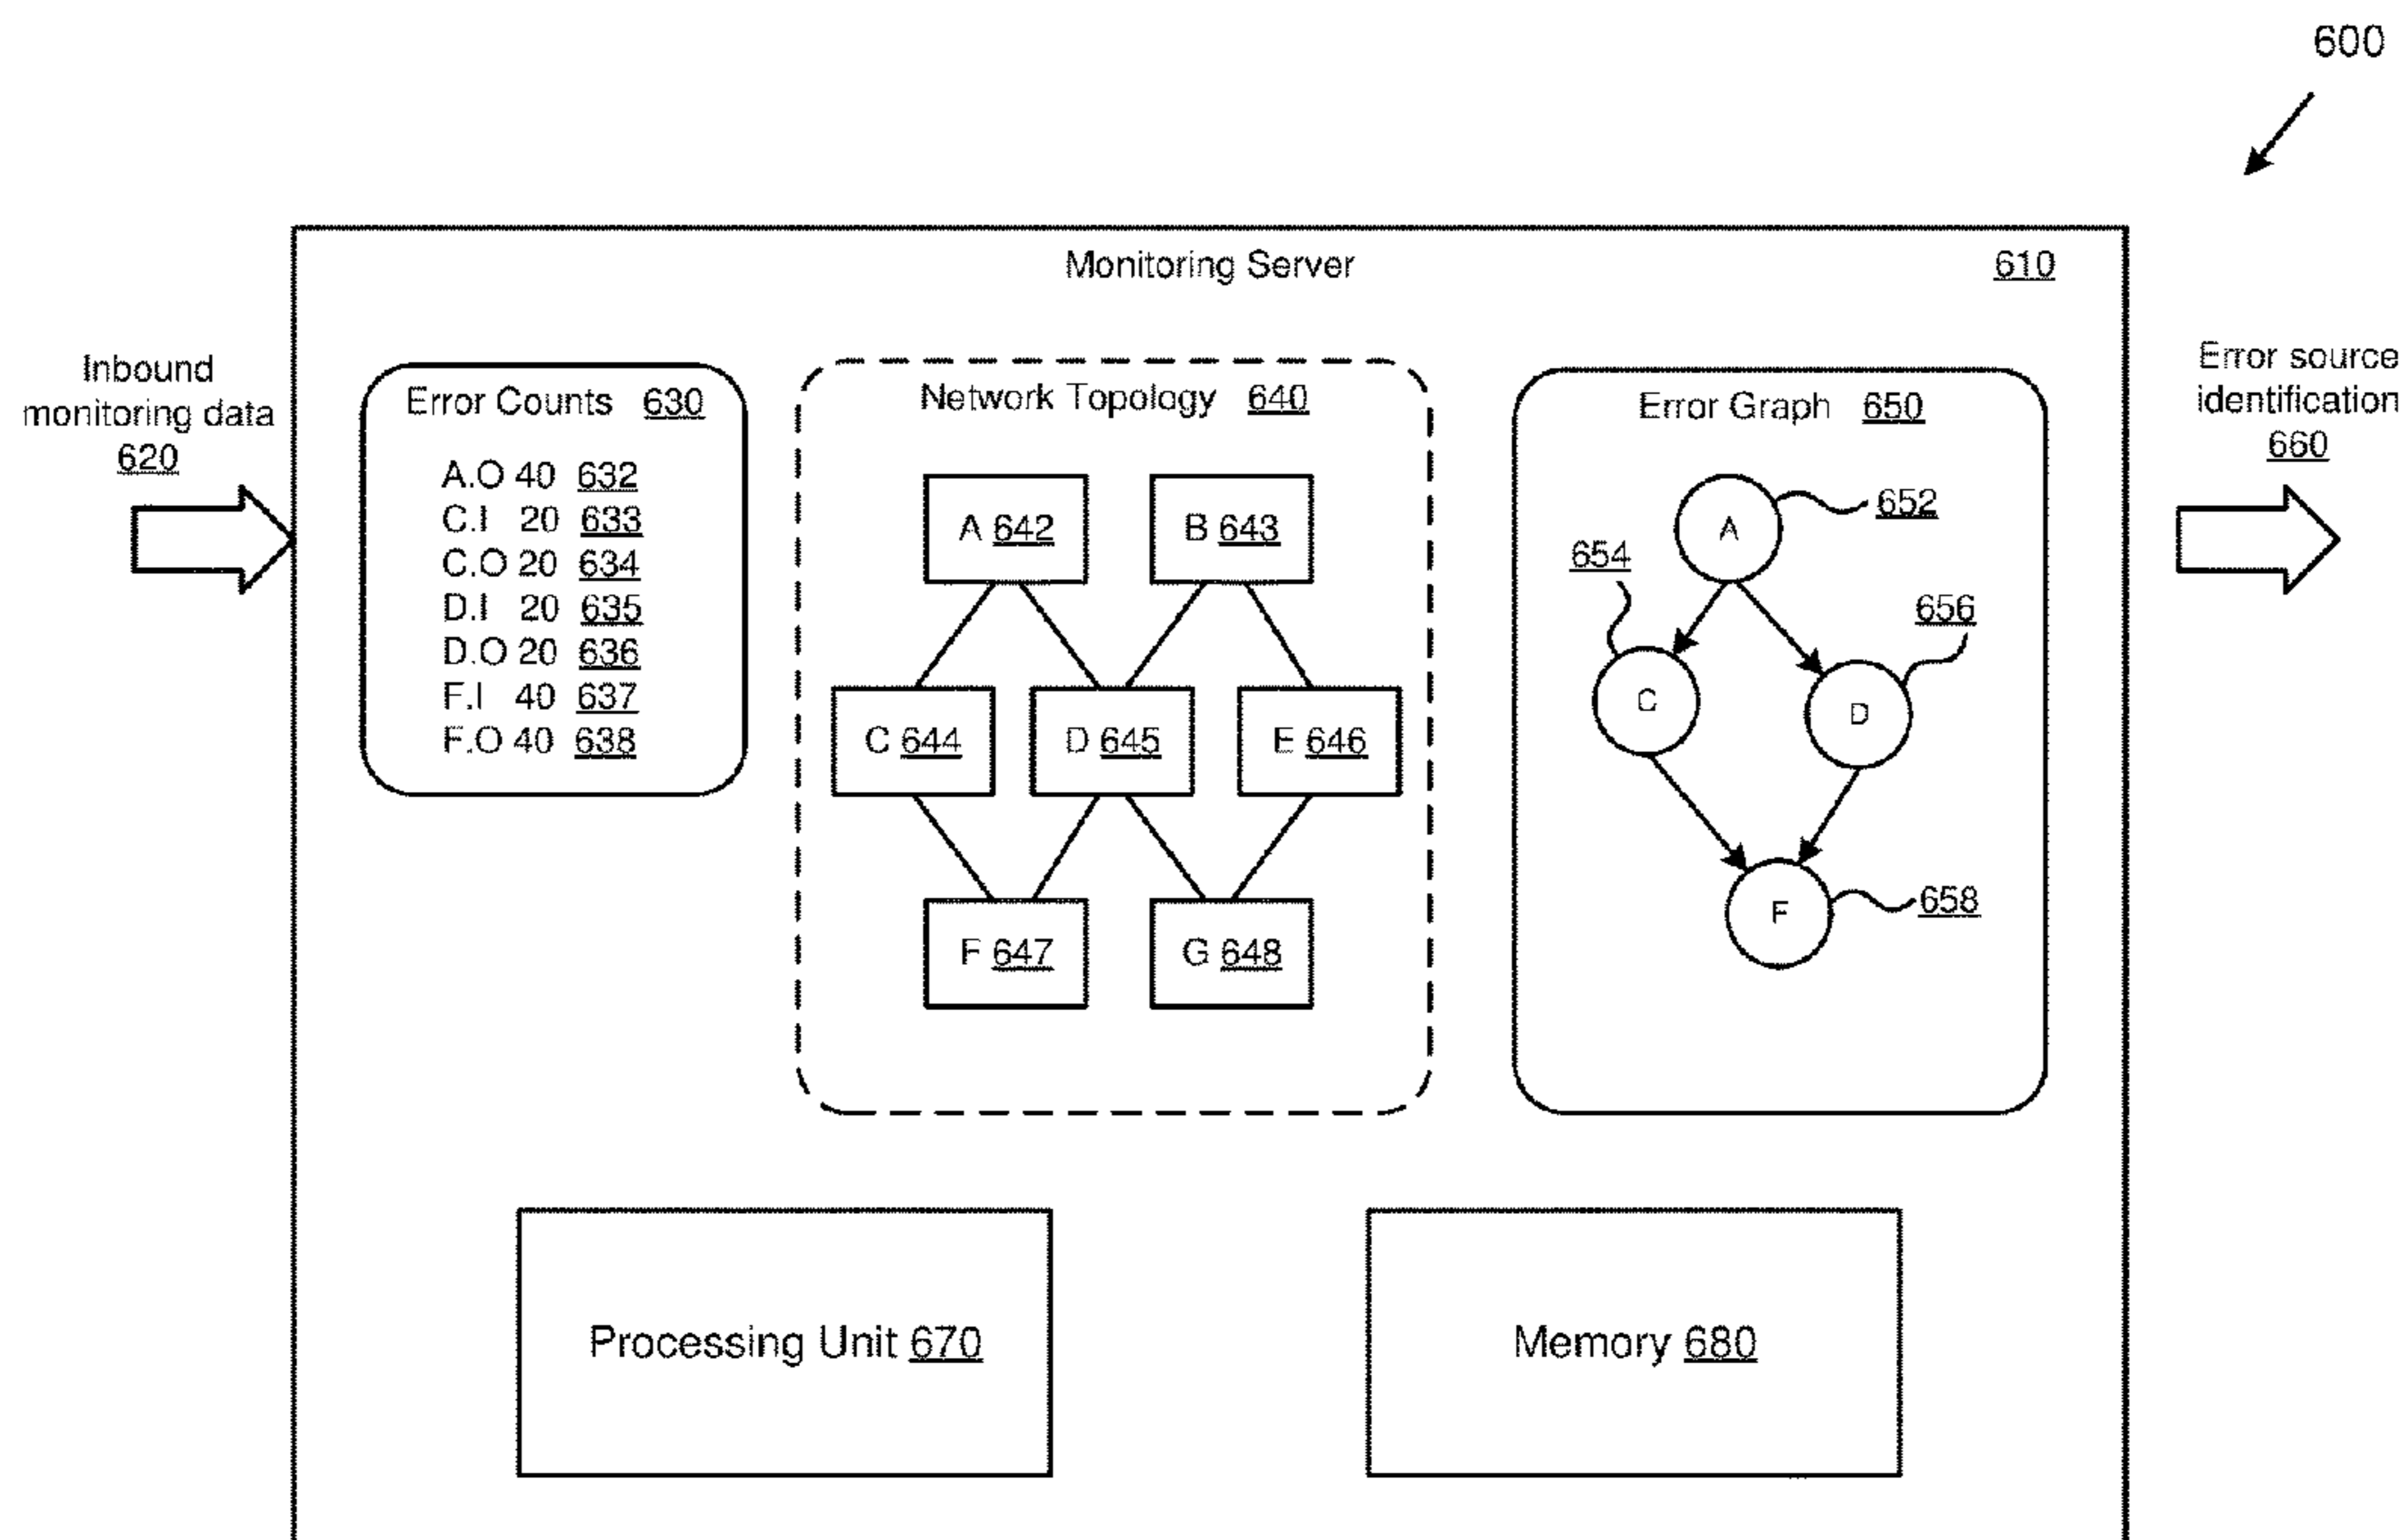 600
Monitoring Server 610
Inbound
monitoring data
620
Error Counts 630
A.O 40 632
C.I 20 633
C.O 20 634
D.I 20 635
D.O 20 636
F.I 40 637
F.O 40 638
Network Topology 640
A 642
B 643
C 644
D 645
E 646
F 647
G 648
Error Graph 650
A
652
654
656
C
D
F
658
Error source
identification
660
Processing Unit 670
Memory 680